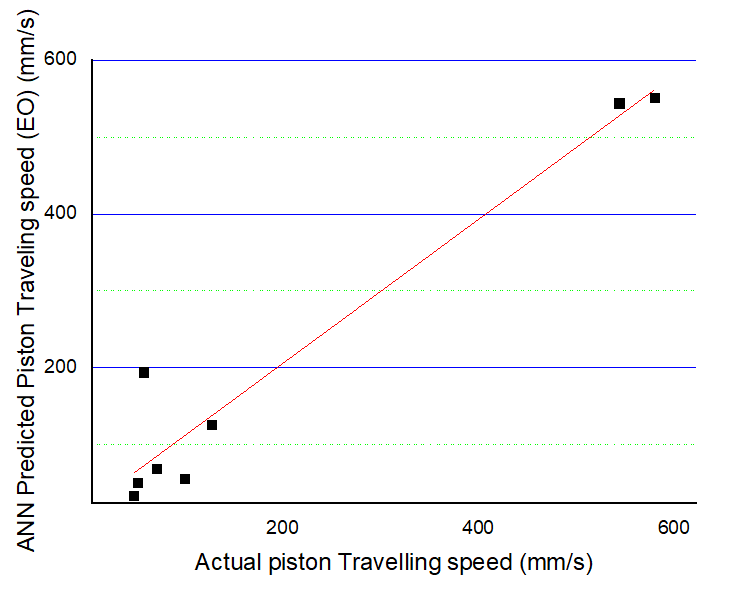 ANN Predicted Piston Traveling speed (EO) (mm/s)
600
400
200
200 400 600
Actual piston Travelling speed (mm/s)